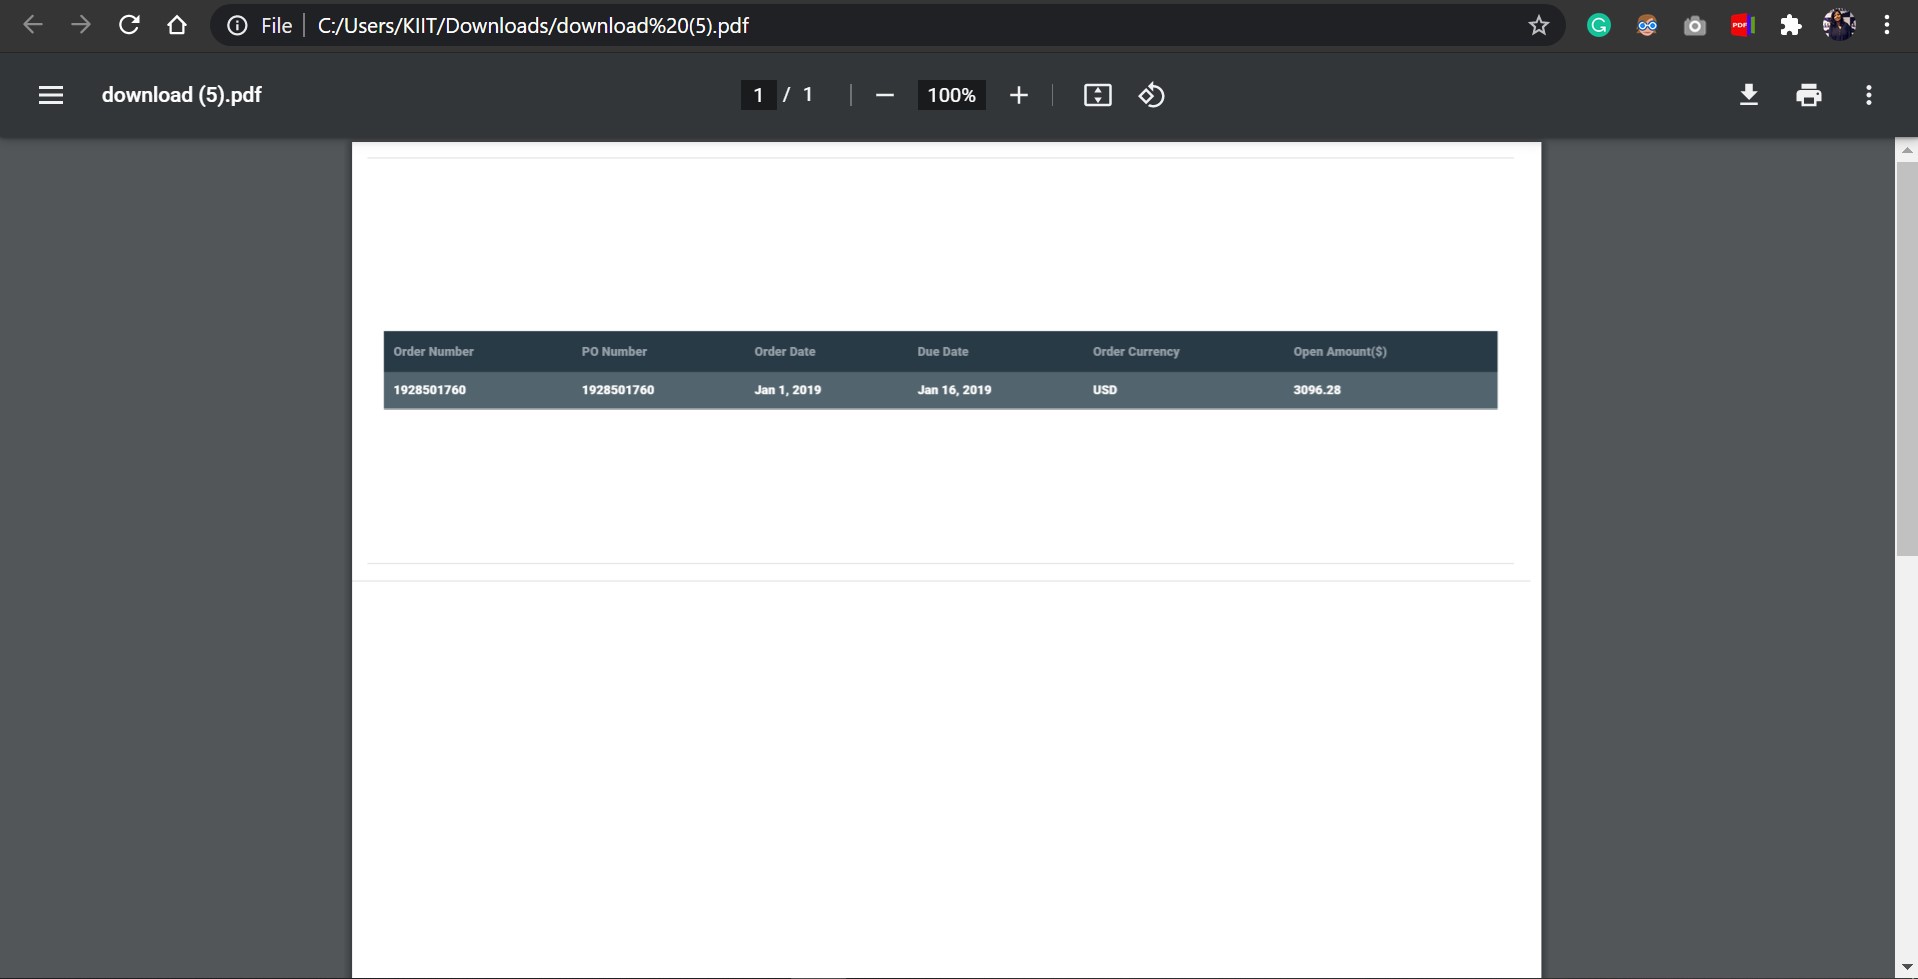 File C:/Users/KIIT/Downloads/download%20(5).pdf
download (5).pdf 1 / 1 100%
Order Number PO Number Order Date Due Date Order Currency Open Amount($)
1928501760 1928501760 Jan 1, 2019 Jan 16, 2019 USD 3096.28